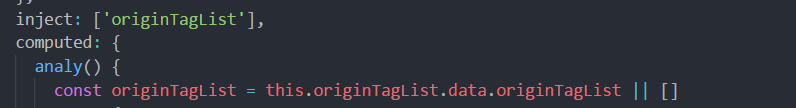 inject: ['originTagList'],
computed: {
analy() {
const originTagList = this.originTagList.data.originTagList || []